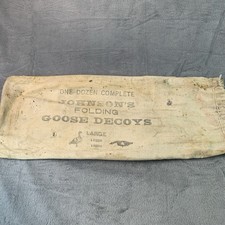 ONE DOZEN COMPLETE
JOHNSON'S
FOLDING
GOOSE DECOYS
LARGE